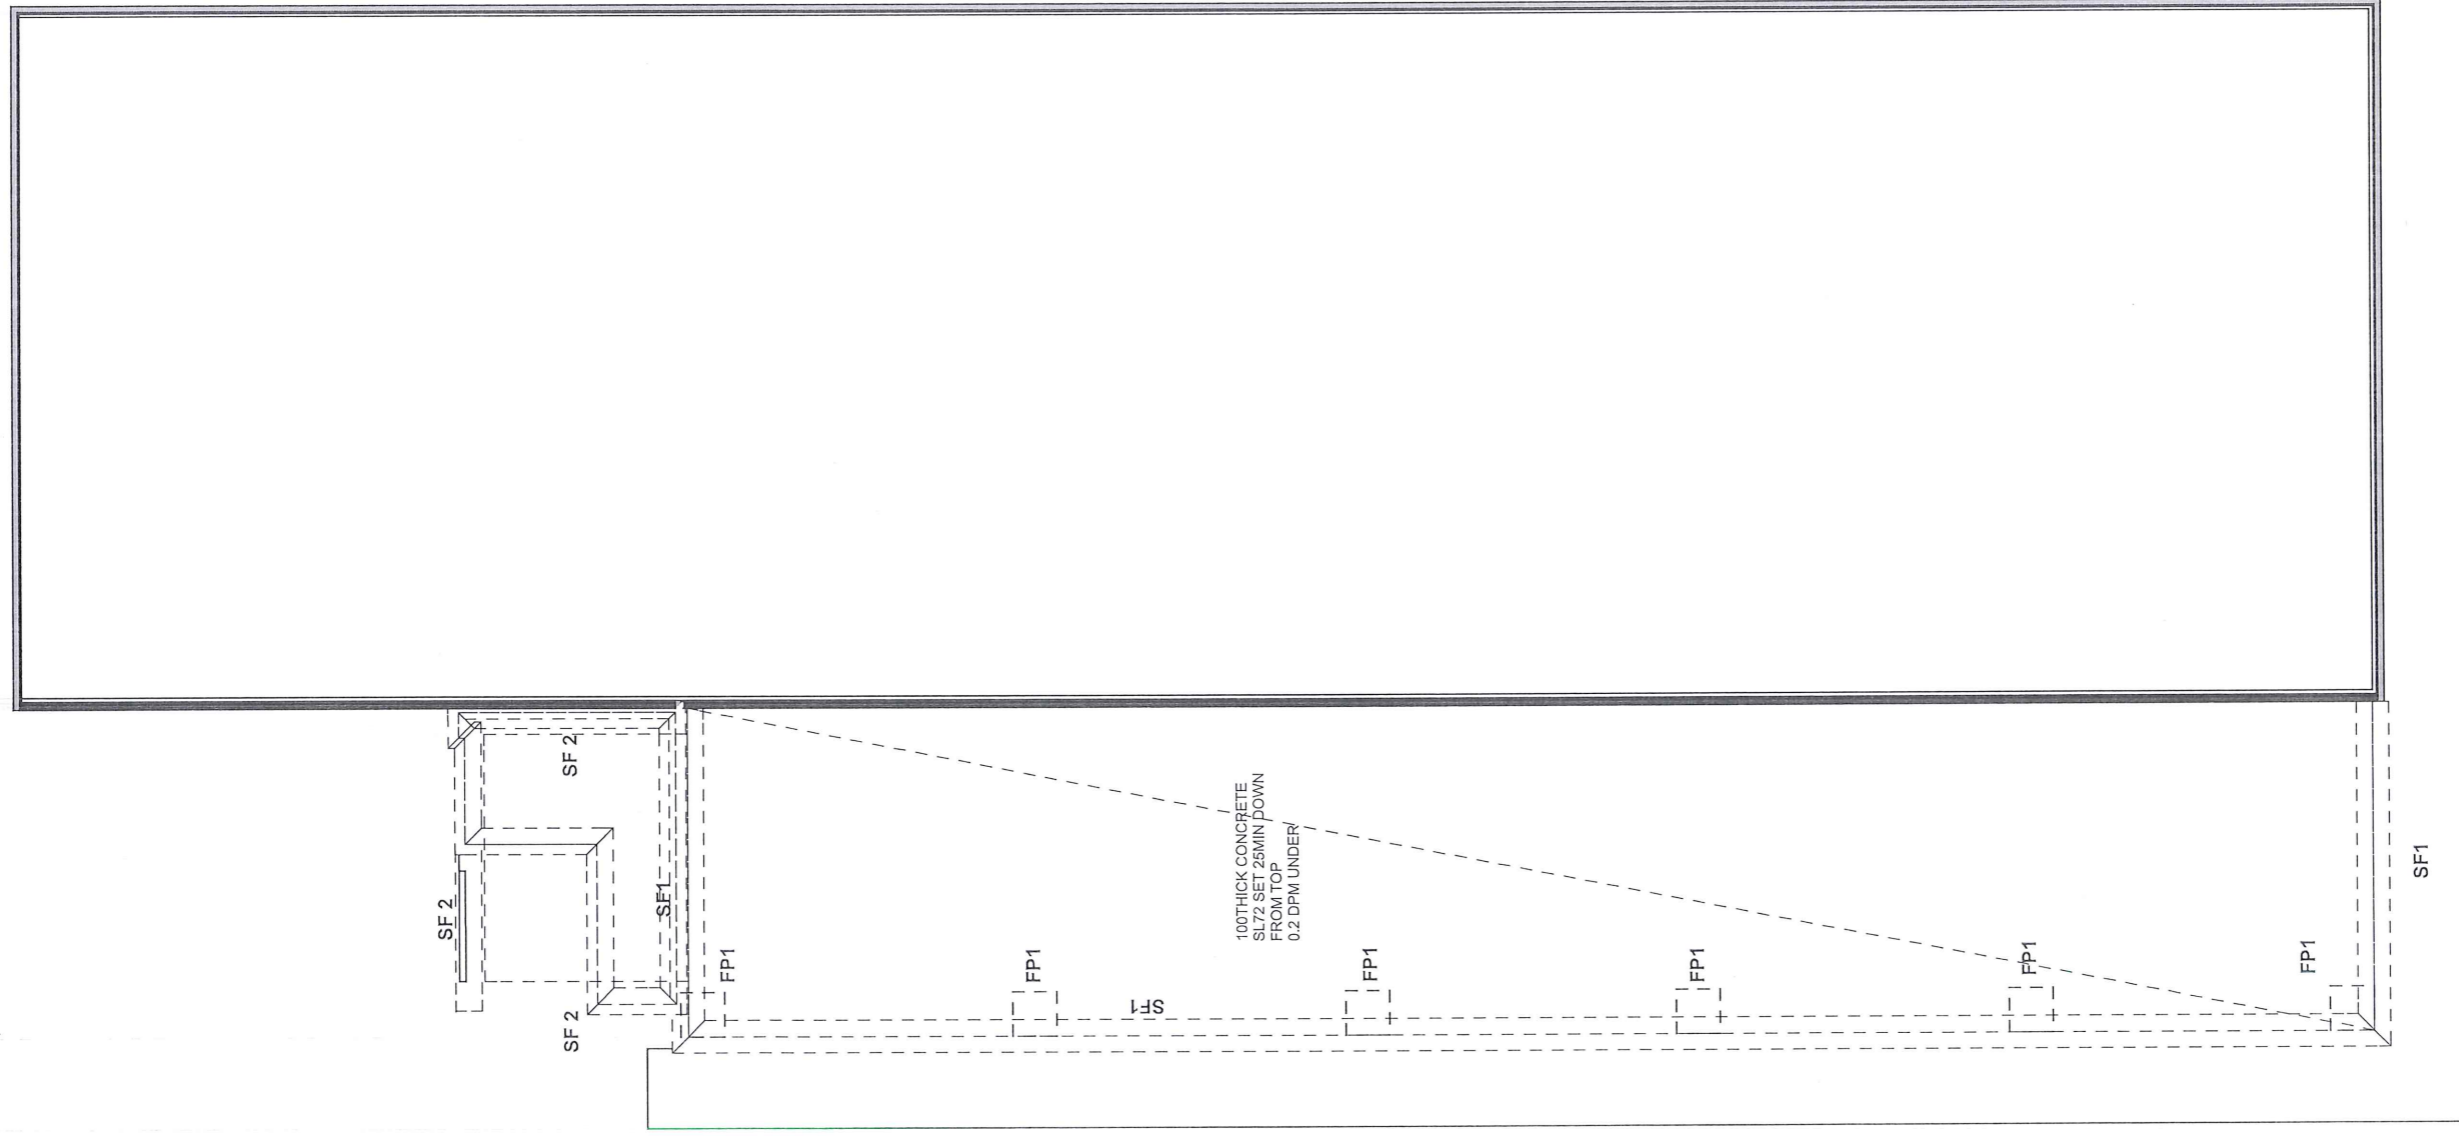 SF 2
SF 2
SF 2
SF1
FP1
FP1
SF1
100THICK CONCRETE
SL72 SET 25MIN DOWN
FROM TOP
0.2 DPM UNDER
FP1
FP1
FP1
FP1
SF1